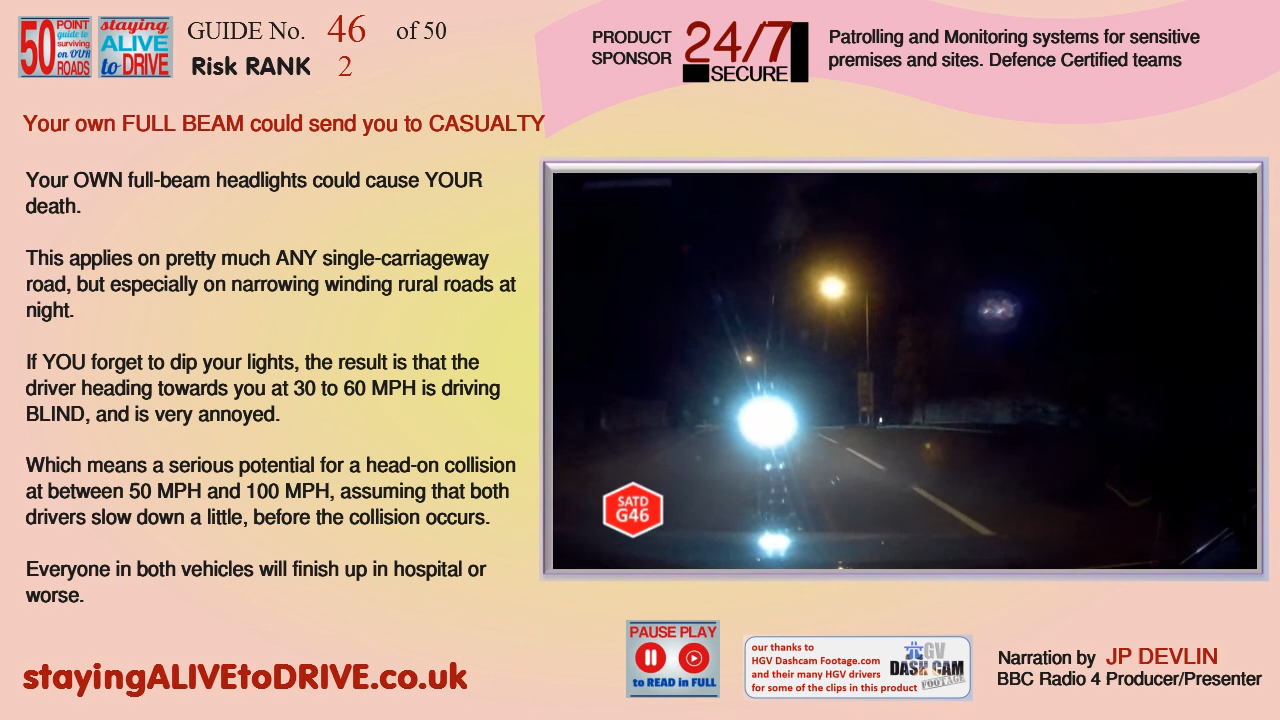 50 POINT
guide to
surviving
on OUR
ROADS
staying
ALIVE
to DRIVE
GUIDE No. 46 of 50
Risk RANK 2
PRODUCT
SPONSOR
24/7
SECURE
Patrolling and Monitoring systems for sensitive
premises and sites. Defence Certified teams
Your own FULL BEAM could send you to CASUALTY
Your OWN full-beam headlights could cause YOUR
death.
This applies on pretty much ANY single-carriageway
road, but especially on narrowing winding rural roads at
night.
If YOU forget to dip your lights, the result is that the
driver heading towards you at 30 to 60 MPH is driving
BLIND, and is very annoyed.
Which means a serious potential for a head-on collision
at between 50 MPH and 100 MPH, assuming that both
drivers slow down a little, before the collision occurs.
Everyone in both vehicles will finish up in hospital or
worse.
SATD
G46
stayingALIVEtoDRIVE.co.uk
PAUSE PLAY
to READ in FULL
our thanks to
HGV Dashcam Footage.com
and their many HGV drivers
for some of the clips in this product
HGV
DASH CAM
FOOTAGE
Narration by JP DEVLIN
BBC Radio 4 Producer/Presenter